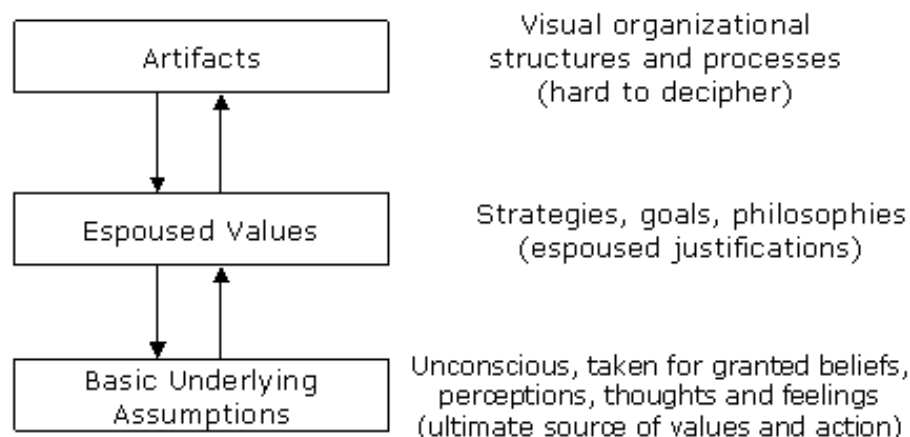 Artifacts
Visual organizational
structures and processes
(hard to decipher)
Espoused Values
Strategies, goals, philosophies
(espoused justifications)
Basic Underlying
Assumptions
Unconscious, taken for granted beliefs,
perceptions, thoughts and feelings
(ultimate source of values and action)